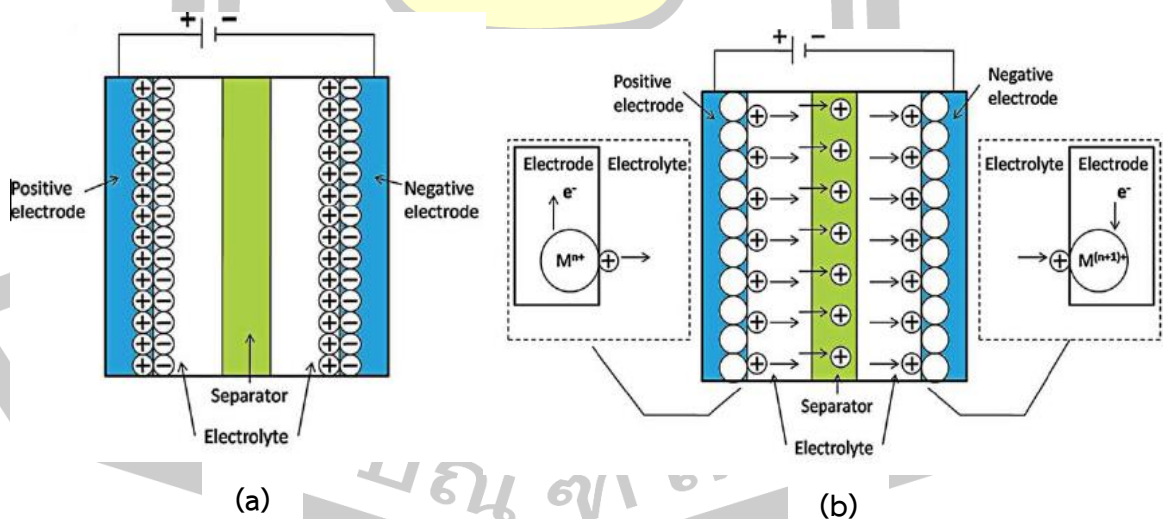 + −
Positive
electrode
Negative
electrode
Separator
Electrolyte
(a)
+ −
Positive
electrode
Negative
electrode
Electrode
Electrolyte
e-
Mn+
Electrolyte
Electrode
e-
M(n+1)+
Separator
Electrolyte
(b)